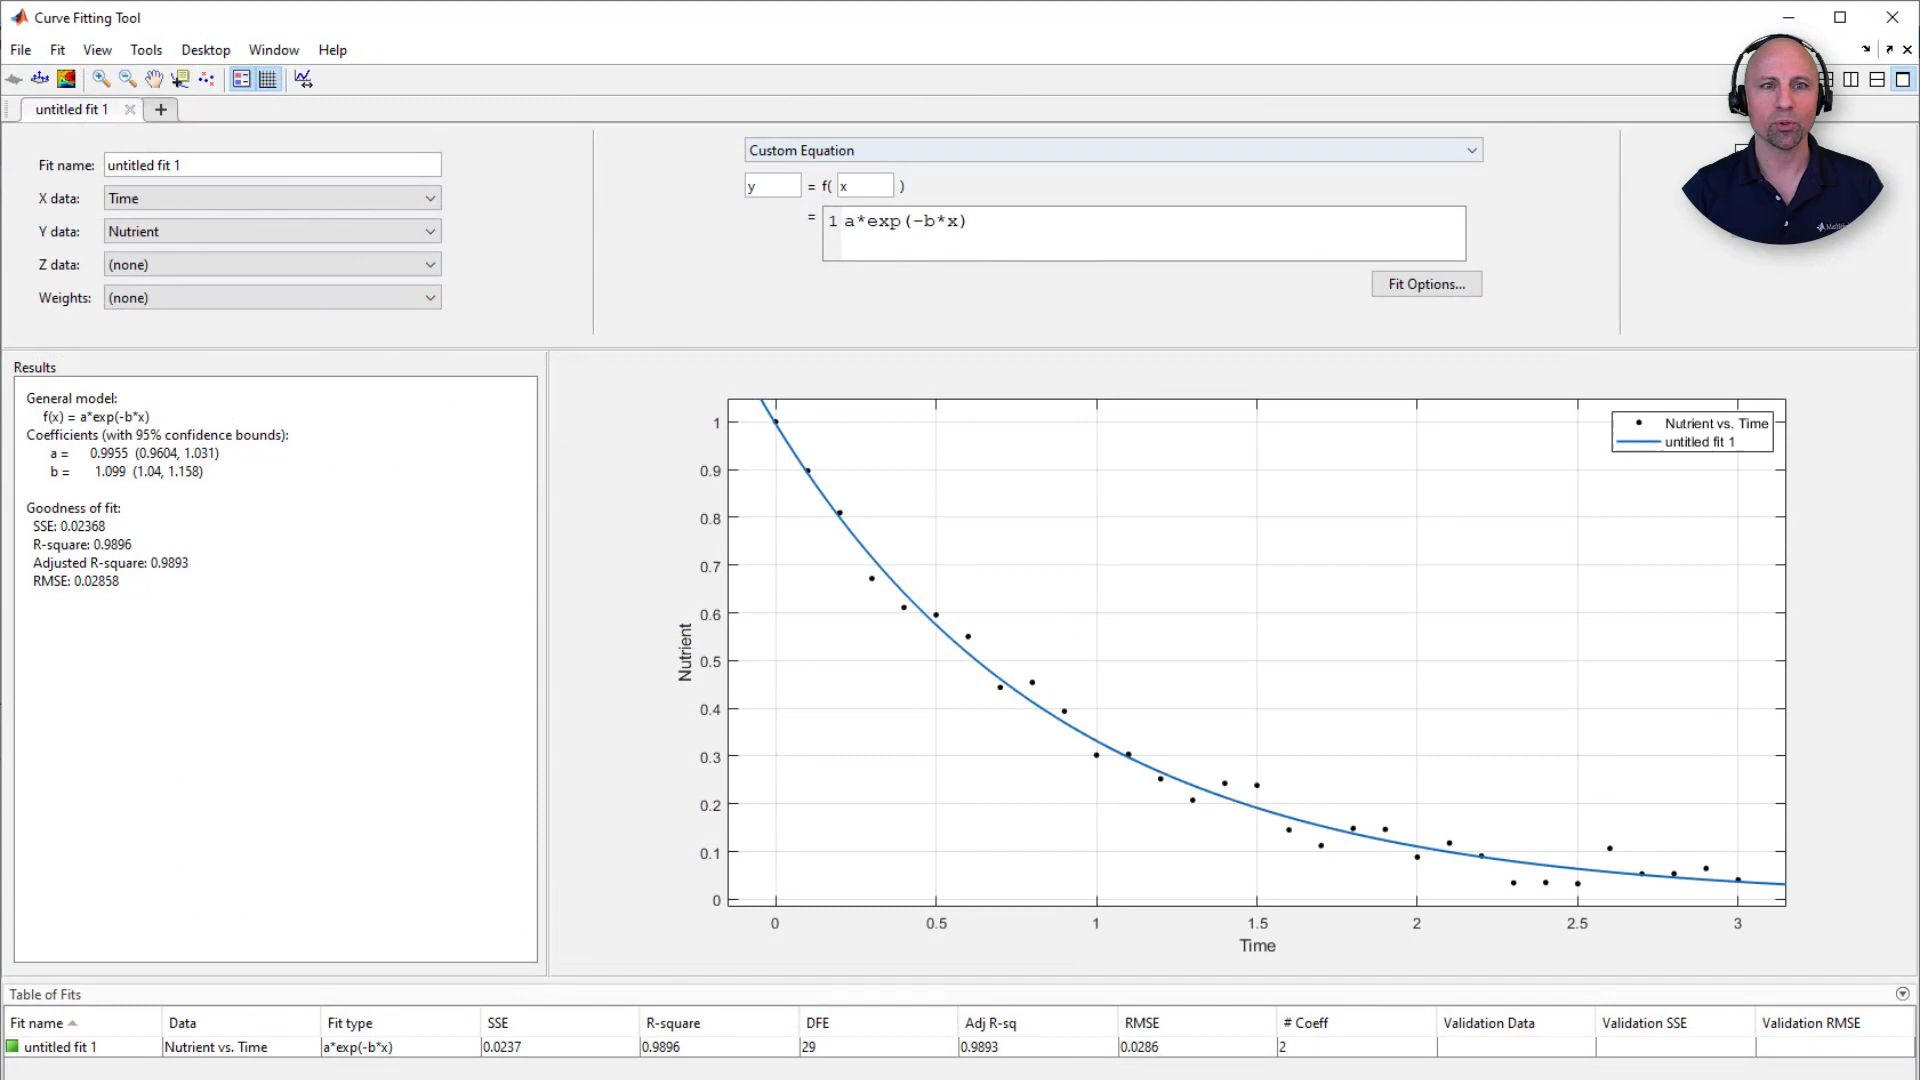 Curve Fitting Tool
File Fit View Tools Desktop Window Help
untitled fit 1
Fit name: untitled fit 1
X data: Time
Y data: Nutrient
Z data: (none)
Weights: (none)
Custom Equation
y = f( x )
= 1 a*exp(-b*x)
Fit Options...
Results
General model:
f(x) = a*exp(-b*x)
Coefficients (with 95% confidence bounds):
a = 0.9955 (0.9604, 1.031)
b = 1.099 (1.04, 1.158)
Goodness of fit:
SSE: 0.02368
R-square: 0.9896
Adjusted R-square: 0.9893
RMSE: 0.02858
Nutrient vs. Time
untitled fit 1
1
0.9
0.8
0.7
0.6
0.5
0.4
0.3
0.2
0.1
0
Nutrient
0 0.5 1 1.5 2 2.5 3
Time
Table of Fits
Fit name Data Fit type SSE R-square DFE Adj R-sq RMSE # Coeff Validation Data Validation SSE Validation RMSE
untitled fit 1 Nutrient vs. Time a*exp(-b*x) 0.0237 0.9896 29 0.9893 0.0286 2